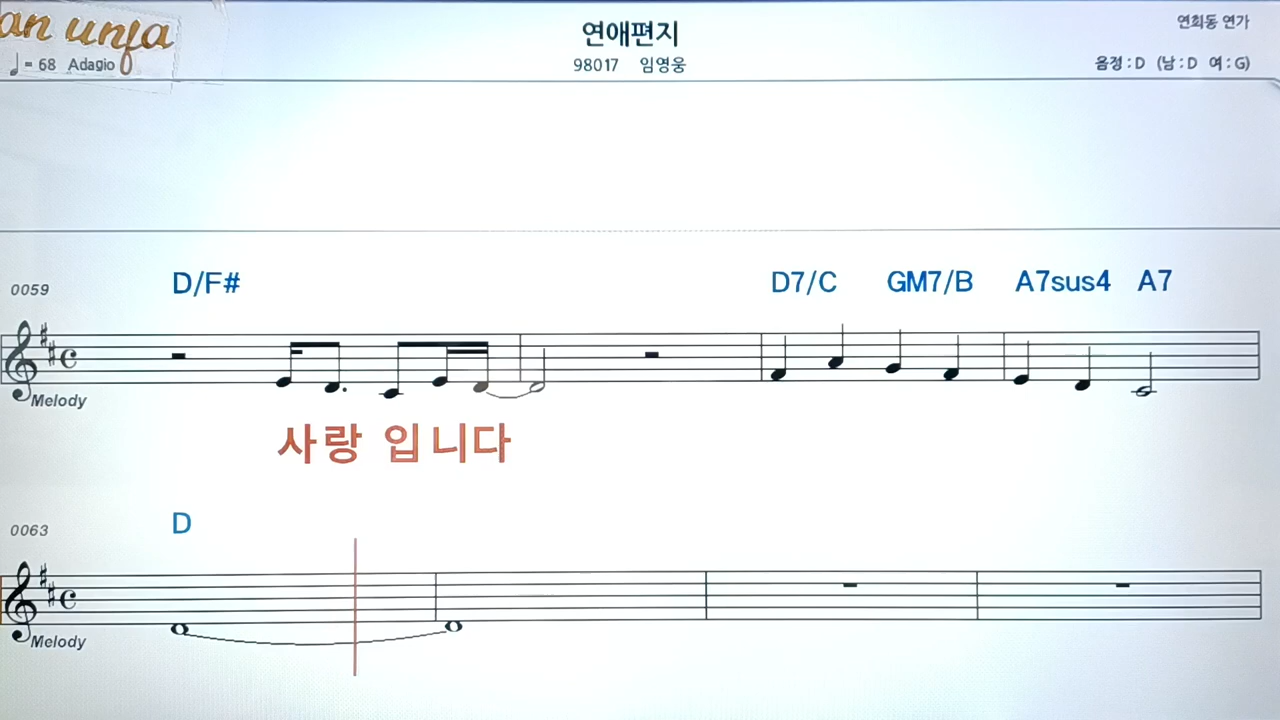 an unfa
연애편지
연희동 연가
♩= 68 Adagio
98017 임영웅
음정 : D (남 : D 여 : G)
0059
D/F# D7/C GM7/B A7sus4 A7
Melody
사랑 입니다
0063
D
Melody